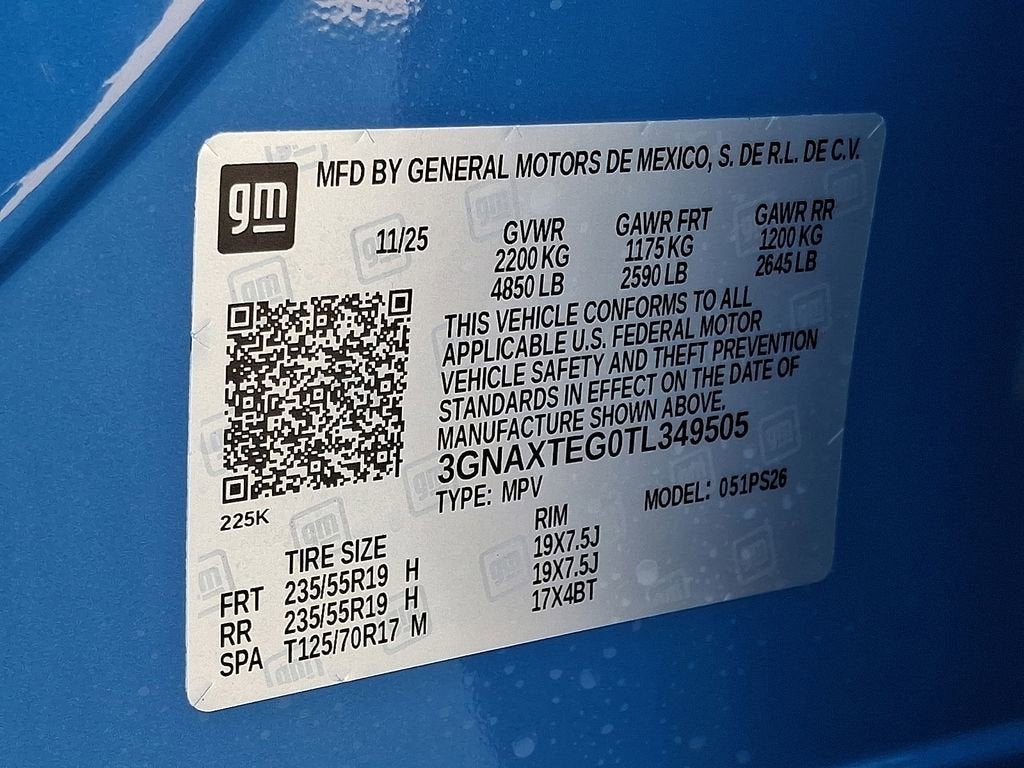 gm
MFD BY GENERAL MOTORS DE MEXICO, S. DE R.L. DE C.V.
11/25
GVWR
2200 KG
4850 LB
GAWR FRT
1175 KG
2590 LB
GAWR RR
1200 KG
2645 LB
THIS VEHICLE CONFORMS TO ALL
APPLICABLE U.S. FEDERAL MOTOR
VEHICLE SAFETY AND THEFT PREVENTION
STANDARDS IN EFFECT ON THE DATE OF
MANUFACTURE SHOWN ABOVE.
3GNAXTEG0TL349505
TYPE: MPV MODEL: 051PS26
225K
TIRE SIZE RIM
FRT 235/55R19 H 19X7.5J
RR 235/55R19 H 19X7.5J
SPA T125/70R17 M 17X4BT